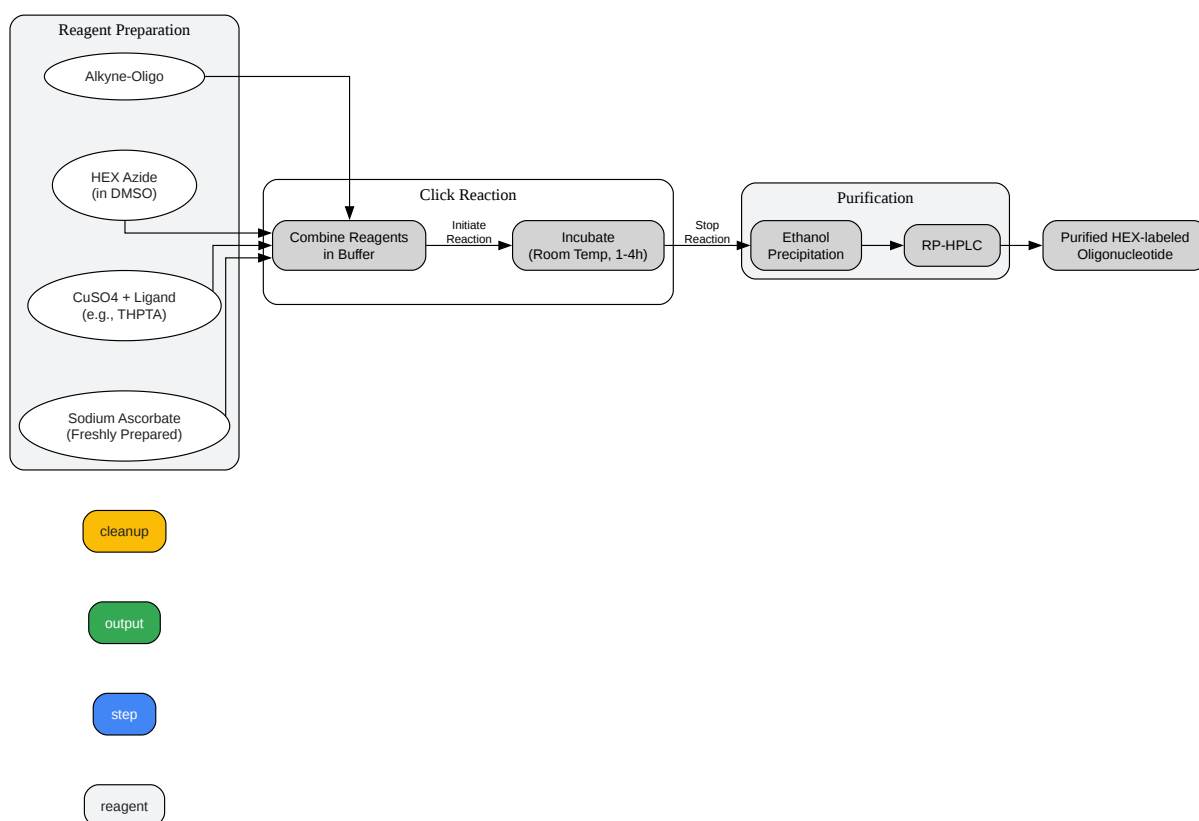 Reagent Preparation
Alkyne-Oligo
HEX Azide
(in DMSO)
CuSO4 + Ligand
(e.g., THPTA)
Sodium Ascorbate
(Freshly Prepared)
Click Reaction
Combine Reagents
in Buffer
Initiate
Reaction
Incubate
(Room Temp, 1-4h)
Stop
Reaction
Purification
Ethanol
Precipitation
RP-HPLC
Purified HEX-labeled
Oligonucleotide
cleanup
output
step
reagent